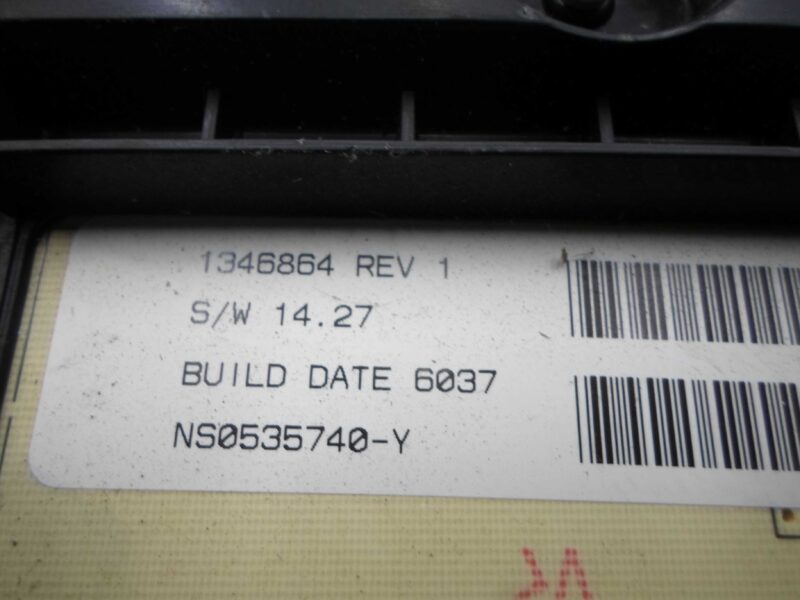 1346864 REV 1
S/W 14.27
BUILD DATE 6037
NS0535740-Y